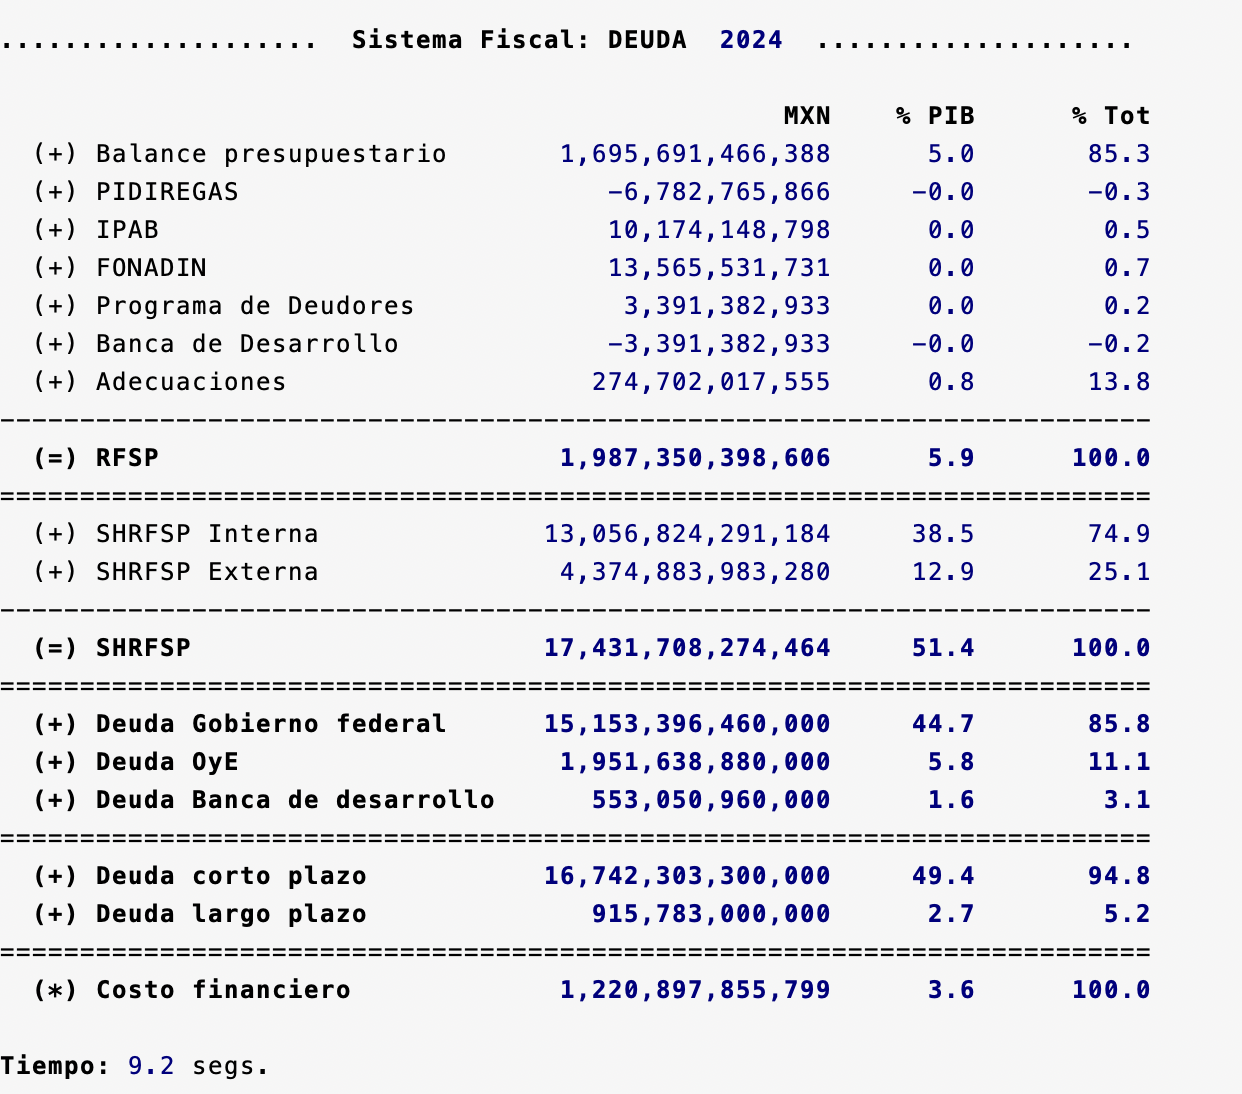 .................... Sistema Fiscal: DEUDA 2024 ....................
MXN % PIB % Tot
(+) Balance presupuestario 1,695,691,466,388 5.0 85.3
(+) PIDIREGAS -6,782,765,866 -0.0 -0.3
(+) IPAB 10,174,148,798 0.0 0.5
(+) FONADIN 13,565,531,731 0.0 0.7
(+) Programa de Deudores 3,391,382,933 0.0 0.2
(+) Banca de Desarrollo -3,391,382,933 -0.0 -0.2
(+) Adecuaciones 274,702,017,555 0.8 13.8
------------------------------------------------------------------------
(=) RFSP 1,987,350,398,606 5.9 100.0
========================================================================
(+) SHRFSP Interna 13,056,824,291,184 38.5 74.9
(+) SHRFSP Externa 4,374,883,983,280 12.9 25.1
------------------------------------------------------------------------
(=) SHRFSP 17,431,708,274,464 51.4 100.0
========================================================================
(+) Deuda Gobierno federal 15,153,396,460,000 44.7 85.8
(+) Deuda OyE 1,951,638,880,000 5.8 11.1
(+) Deuda Banca de desarrollo 553,050,960,000 1.6 3.1
========================================================================
(+) Deuda corto plazo 16,742,303,300,000 49.4 94.8
(+) Deuda largo plazo 915,783,000,000 2.7 5.2
========================================================================
(*) Costo financiero 1,220,897,855,799 3.6 100.0
Tiempo: 9.2 segs.